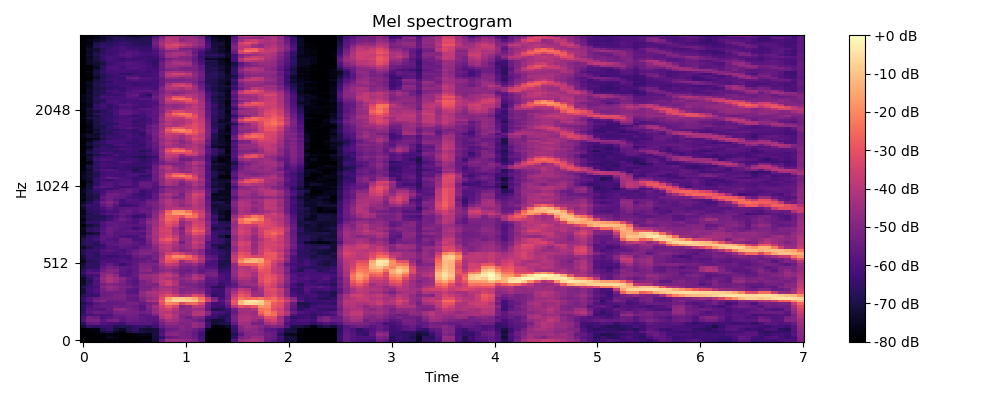 Mel spectrogram
Hz
2048
1024
512
0
0 1 2 3 4 5 6 7
Time
+0 dB
-10 dB
-20 dB
-30 dB
-40 dB
-50 dB
-60 dB
-70 dB
-80 dB